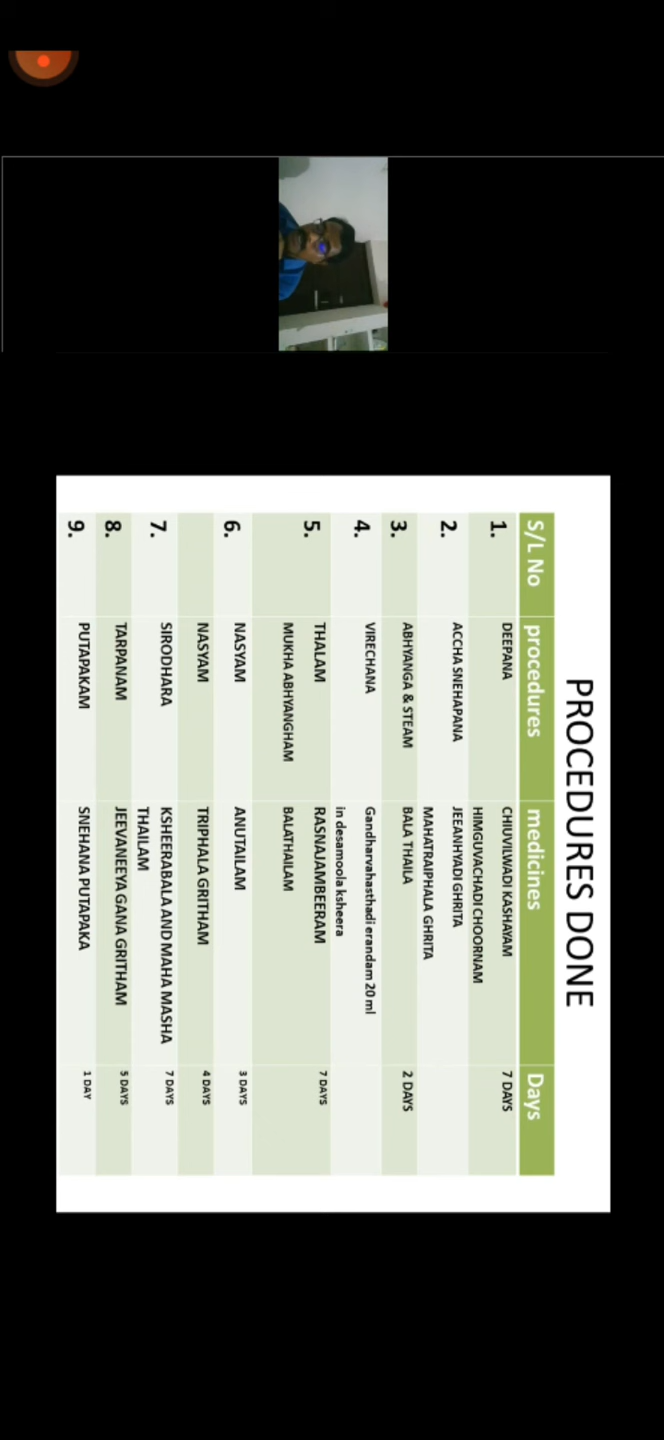 PROCEDURES DONE
S/L No procedures medicines Days
1. DEEPANA CHIUVILWADI KASHAYAM 7 DAYS
HIMGUVACHADI CHOORNAM
2. ACCHA SNEHAPANA JEEANHYADI GHRITA
MAHATRAIPHALA GHRITA
3. ABHYANGA & STEAM BALA THAILA 2 DAYS
4. VIRECHANA Gandharvahasthadi erandam 20 ml
in desamoola ksheera
5. THALAM RASNAJAMBEERAM 7 DAYS
MUKHA ABHYANGHAM BALATHAILAM
6. NASYAM ANUTAILAM 3 DAYS
NASYAM TRIPHALA GRITHAM 4 DAYS
7. SIRODHARA KSHEERABALA AND MAHA MASHA 7 DAYS
THAILAM
8. TARPANAM JEEVANEEYA GANA GRITHAM 5 DAYS
9. PUTAPAKAM SNEHANA PUTAPAKA 1 DAY